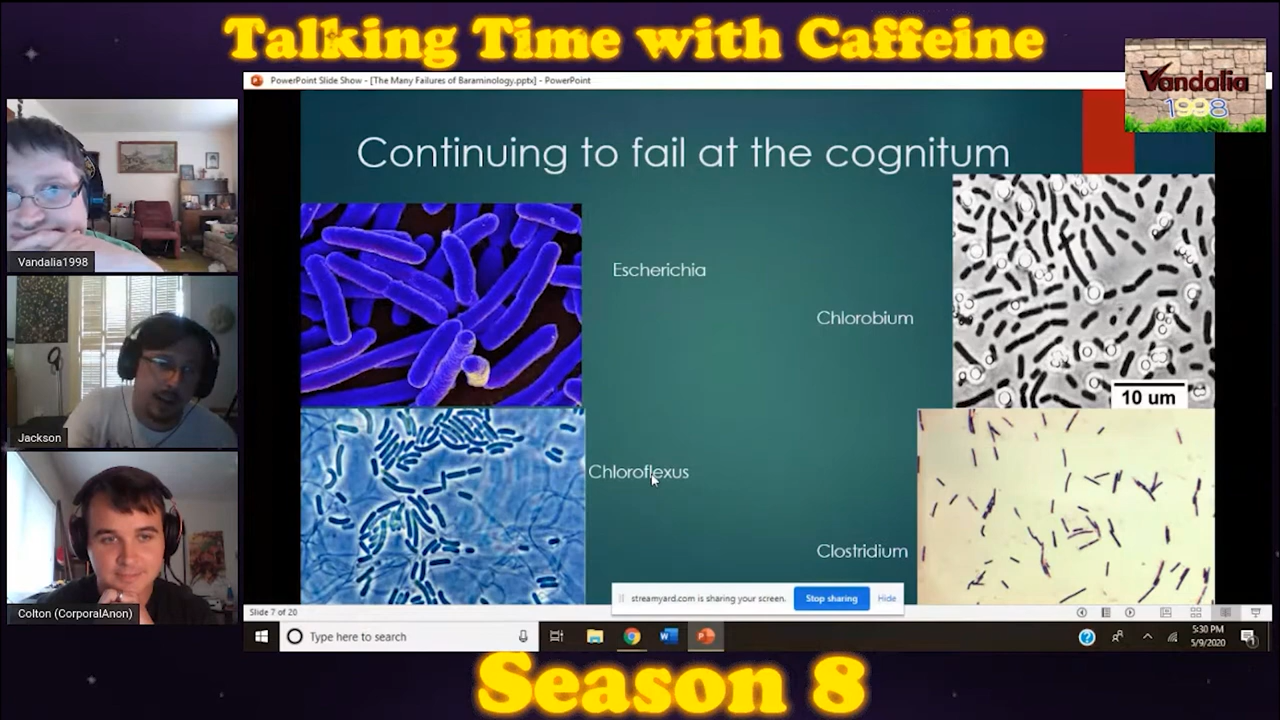 Talking Time with Caffeine
Vandalia
1998
PowerPoint Slide Show - [The Many Failures of Baraminology.pptx] - PowerPoint
Continuing to fail at the cognitum
Vandalia1998
Escherichia
Chlorobium
10 um
Jackson
Chloroflexus
Clostridium
streamyard.com is sharing your screen.
Stop sharing
Hide
Colton (CorporalAnon)
Slide 7 of 20
Type here to search
5:30 PM
5/9/2020
Season 8